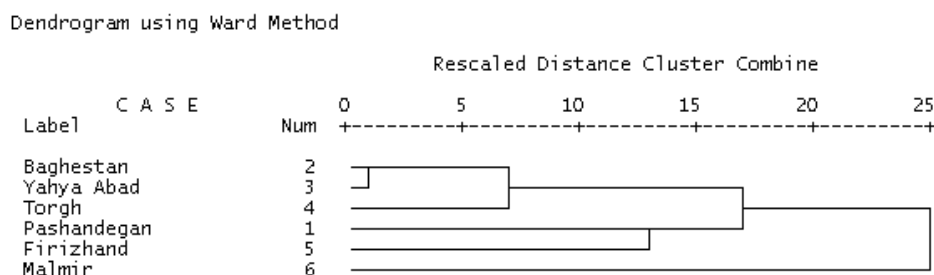 Dendrogram using Ward Method
Rescaled Distance Cluster Combine
C A S E 0 5 10 15 20 25
Label Num +---------+---------+---------+---------+---------+
Baghestan 2
Yahya Abad 3
Torgh 4
Pashandegan 1
Firizhand 5
Malmir 6